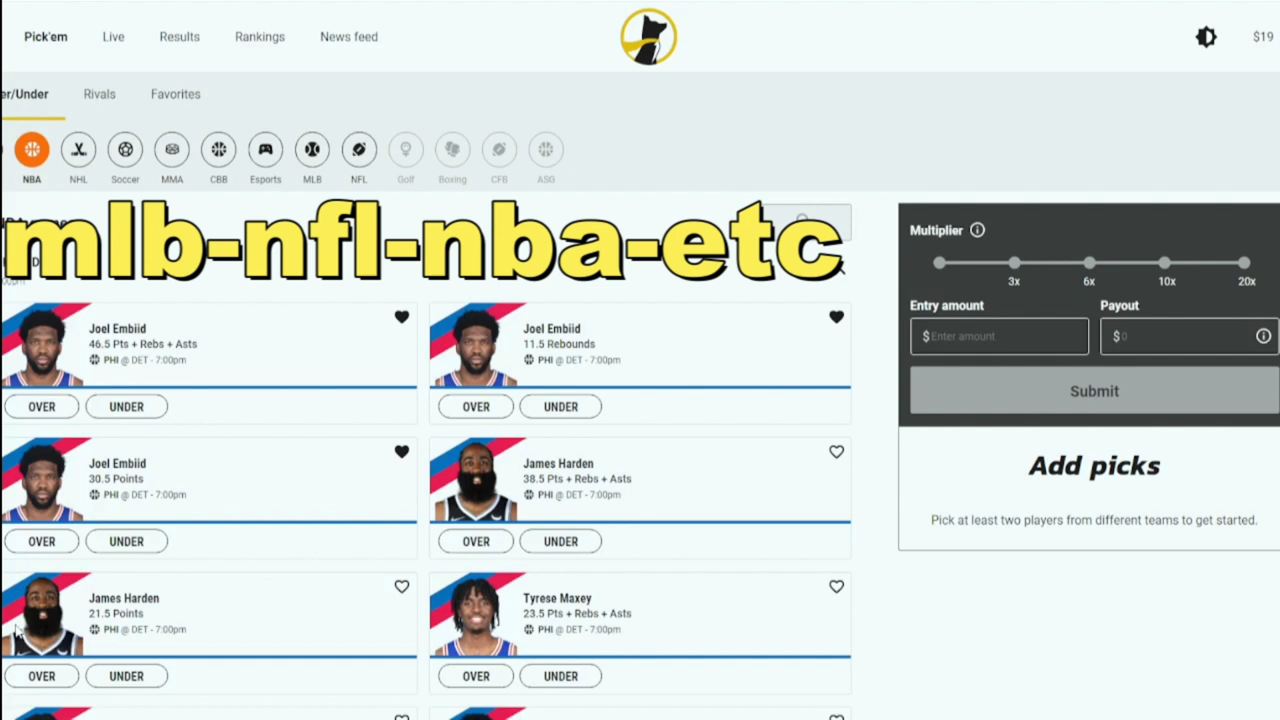 Pick'em Live Results Rankings News feed $19
er/Under Rivals Favorites
NBA NHL Soccer MMA CBB Esports MLB NFL Golf Boxing CFB ASG
mlb-nfl-nba-etc
Joel Embiid
46.5 Pts + Rebs + Asts
PHI @ DET - 7:00pm
OVER UNDER
Joel Embiid
11.5 Rebounds
PHI @ DET - 7:00pm
OVER UNDER
Joel Embiid
30.5 Points
PHI @ DET - 7:00pm
OVER UNDER
James Harden
38.5 Pts + Rebs + Asts
PHI @ DET - 7:00pm
OVER UNDER
James Harden
21.5 Points
PHI @ DET - 7:00pm
OVER UNDER
Tyrese Maxey
23.5 Pts + Rebs + Asts
PHI @ DET - 7:00pm
OVER UNDER
Multiplier
3x 6x 10x 20x
Entry amount Payout
$ Enter amount $ 0
Submit
Add picks
Pick at least two players from different teams to get started.